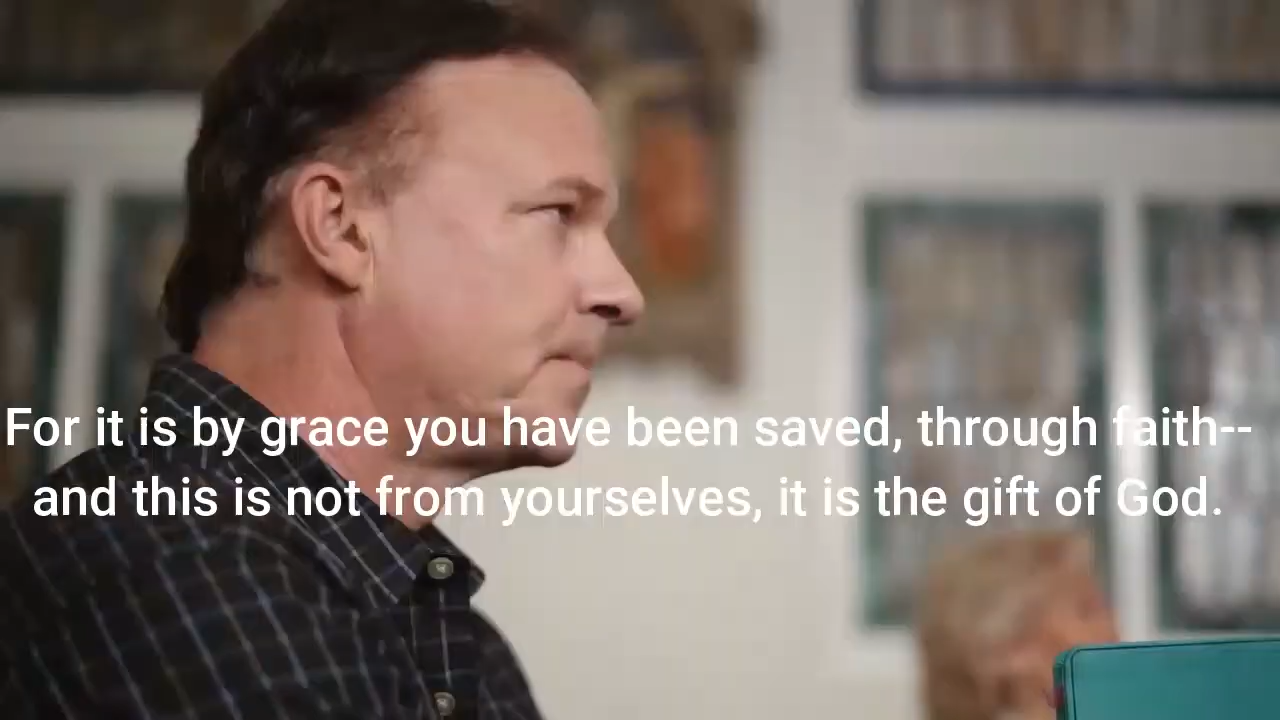 For it is by grace you have been saved, through faith--
and this is not from yourselves, it is the gift of God.